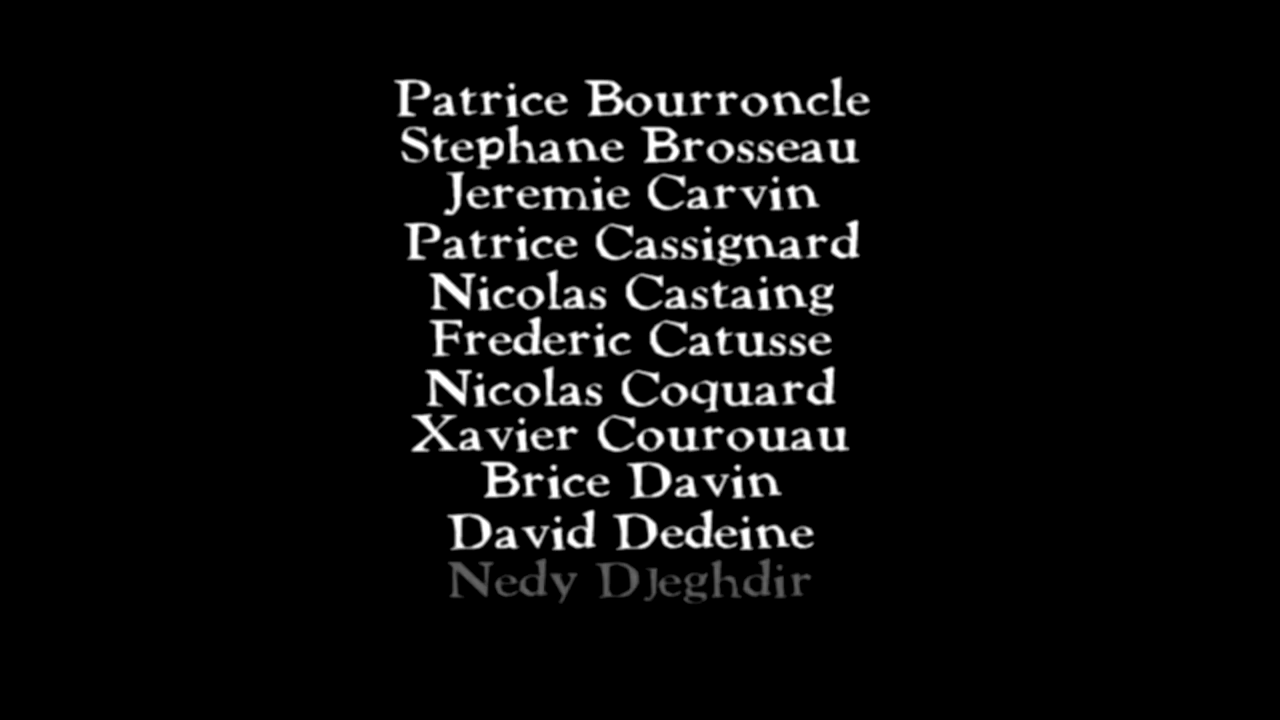 Patrice Bourroncle
Stephane Brosseau
Jeremie Carvin
Patrice Cassignard
Nicolas Castaing
Frederic Catusse
Nicolas Coquard
Xavier Courouau
Brice Davin
David Dedeine
Nedy Djeghdir